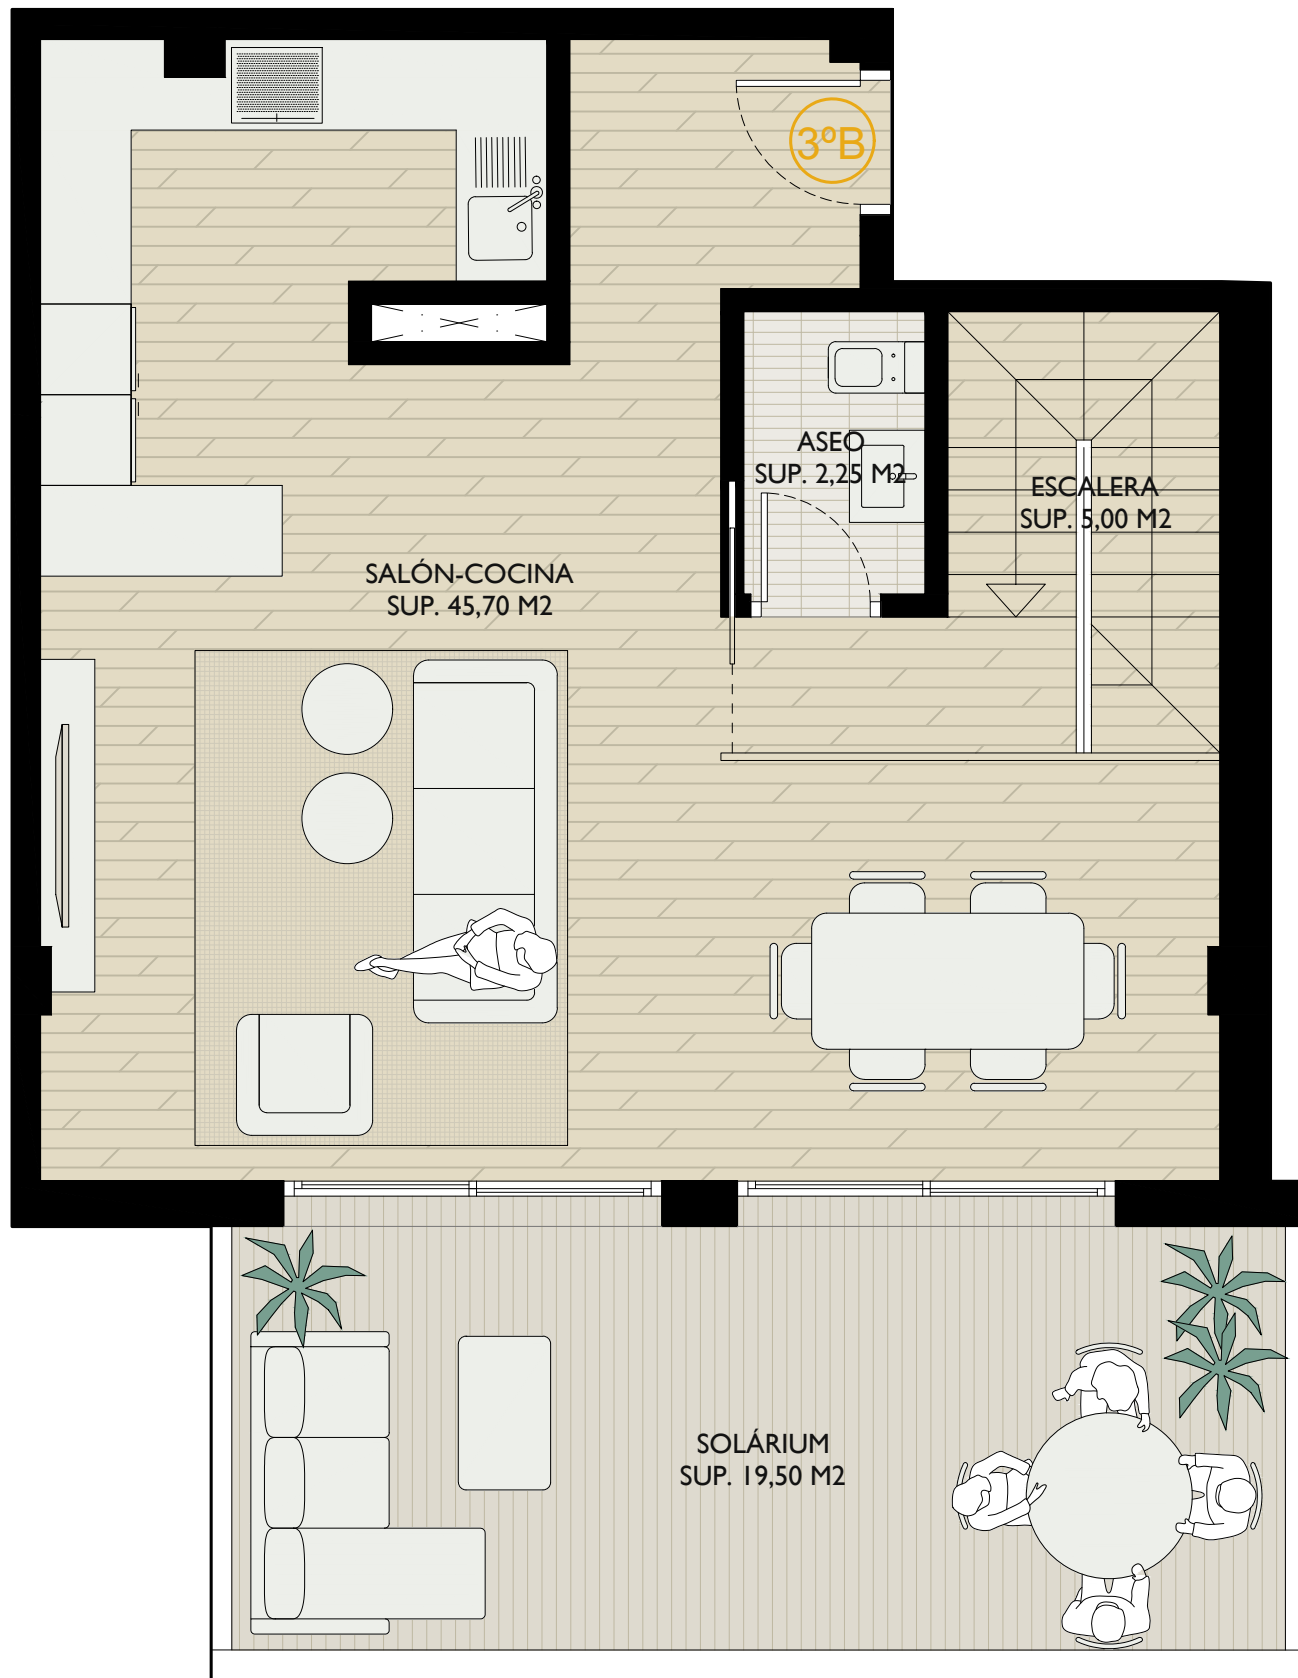 3ºB
ASEO
SUP. 2,25 M2
ESCALERA
SUP. 5,00 M2
SALÓN-COCINA
SUP. 45,70 M2
SOLÁRIUM
SUP. 19,50 M2